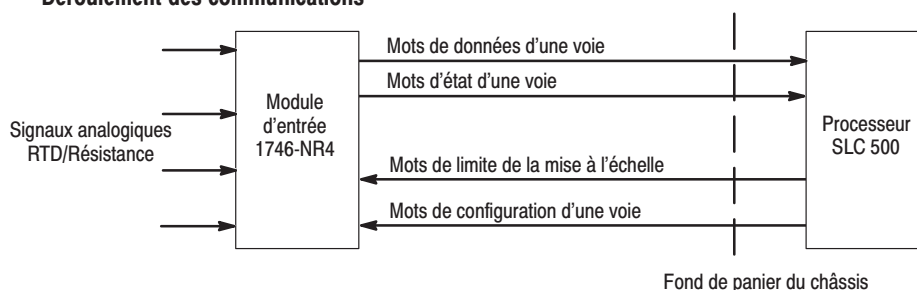 Déroulement des communications
Signaux analogiques
RTD/Résistance
Module
d'entrée
1746-NR4
Mots de données d'une voie
Mots d'état d'une voie
Mots de limite de la mise à l'échelle
Mots de configuration d'une voie
Processeur
SLC 500
Fond de panier du châssis